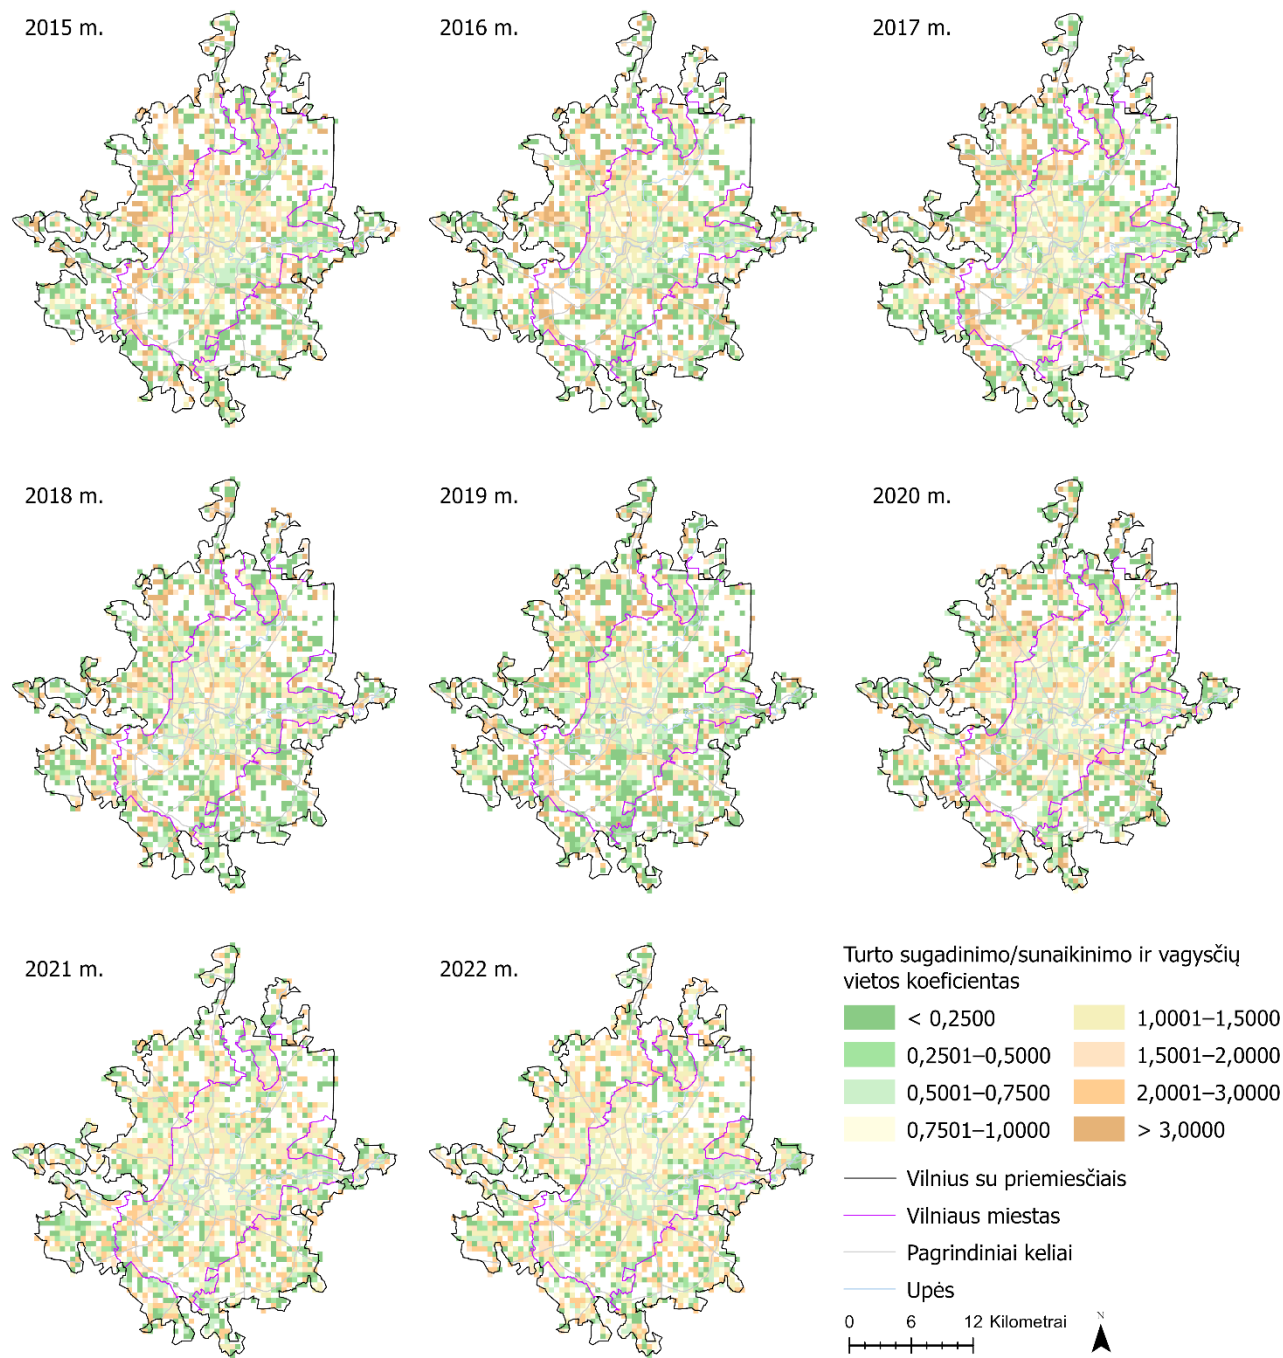 2015 m.
2016 m.
2017 m.
2018 m.
2019 m.
2020 m.
2021 m.
2022 m.
Turto sugadinimo/sunaikinimo ir vagysčių
vietos koeficientas
< 0,2500
0,2501–0,5000
0,5001–0,7500
0,7501–1,0000
1,0001–1,5000
1,5001–2,0000
2,0001–3,0000
> 3,0000
Vilnius su priemiesčiais
Vilniaus miestas
Pagrindiniai keliai
Upės
0 6 12 Kilometrai
N